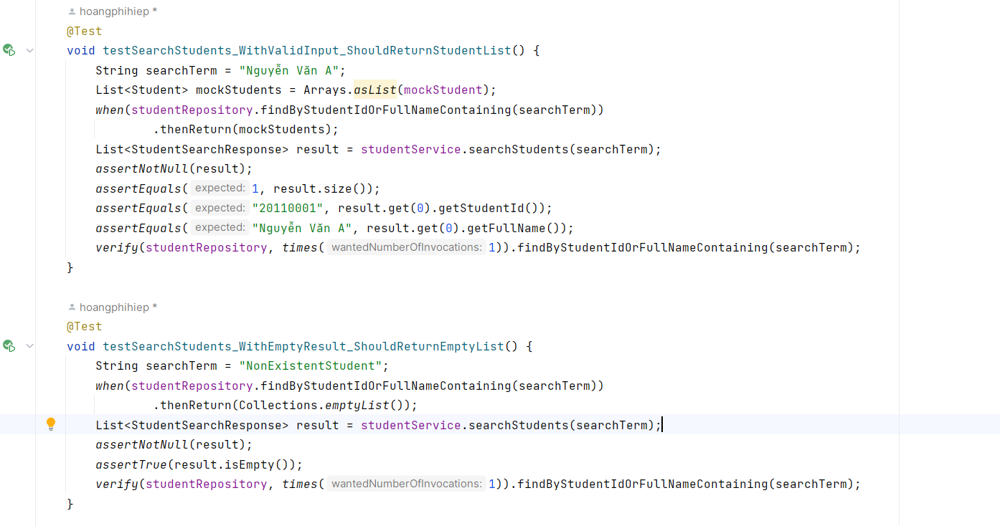 hoangphihiep *
@Test
void testSearchStudents_WithValidInput_ShouldReturnStudentList() {
String searchTerm = "Nguyễn Văn A";
List<Student> mockStudents = Arrays.asList(mockStudent);
when(studentRepository.findByStudentIdOrFullNameContaining(searchTerm))
.thenReturn(mockStudents);
List<StudentSearchResponse> result = studentService.searchStudents(searchTerm);
assertNotNull(result);
assertEquals( expected: 1, result.size());
assertEquals( expected: "20110001", result.get(0).getStudentId());
assertEquals( expected: "Nguyễn Văn A", result.get(0).getFullName());
verify(studentRepository, times( wantedNumberOfInvocations: 1)).findByStudentIdOrFullNameContaining(searchTerm);
}
hoangphihiep *
@Test
void testSearchStudents_WithEmptyResult_ShouldReturnEmptyList() {
String searchTerm = "NonExistentStudent";
when(studentRepository.findByStudentIdOrFullNameContaining(searchTerm))
.thenReturn(Collections.emptyList());
List<StudentSearchResponse> result = studentService.searchStudents(searchTerm);
assertNotNull(result);
assertTrue(result.isEmpty());
verify(studentRepository, times( wantedNumberOfInvocations: 1)).findByStudentIdOrFullNameContaining(searchTerm);
}